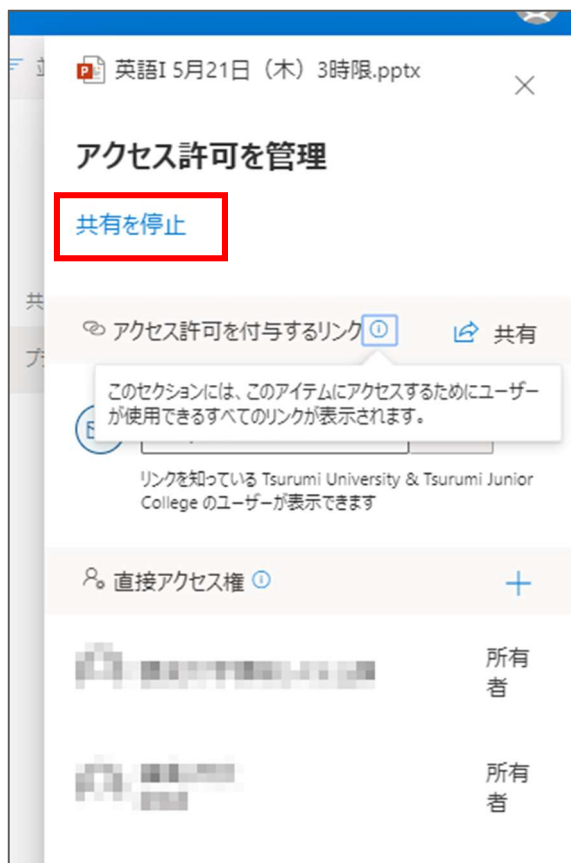 英語I 5月21日（木）3時限.pptx
アクセス許可を管理
共有を停止
共
アクセス許可を付与するリンク
共有
このセクションには、このアイテムにアクセスするためにユーザー
が使用できるすべてのリンクが表示されます。
リンクを知っている Tsurumi University & Tsurumi Junior
College のユーザーが表示できます
直接アクセス権
所有
者
所有
者